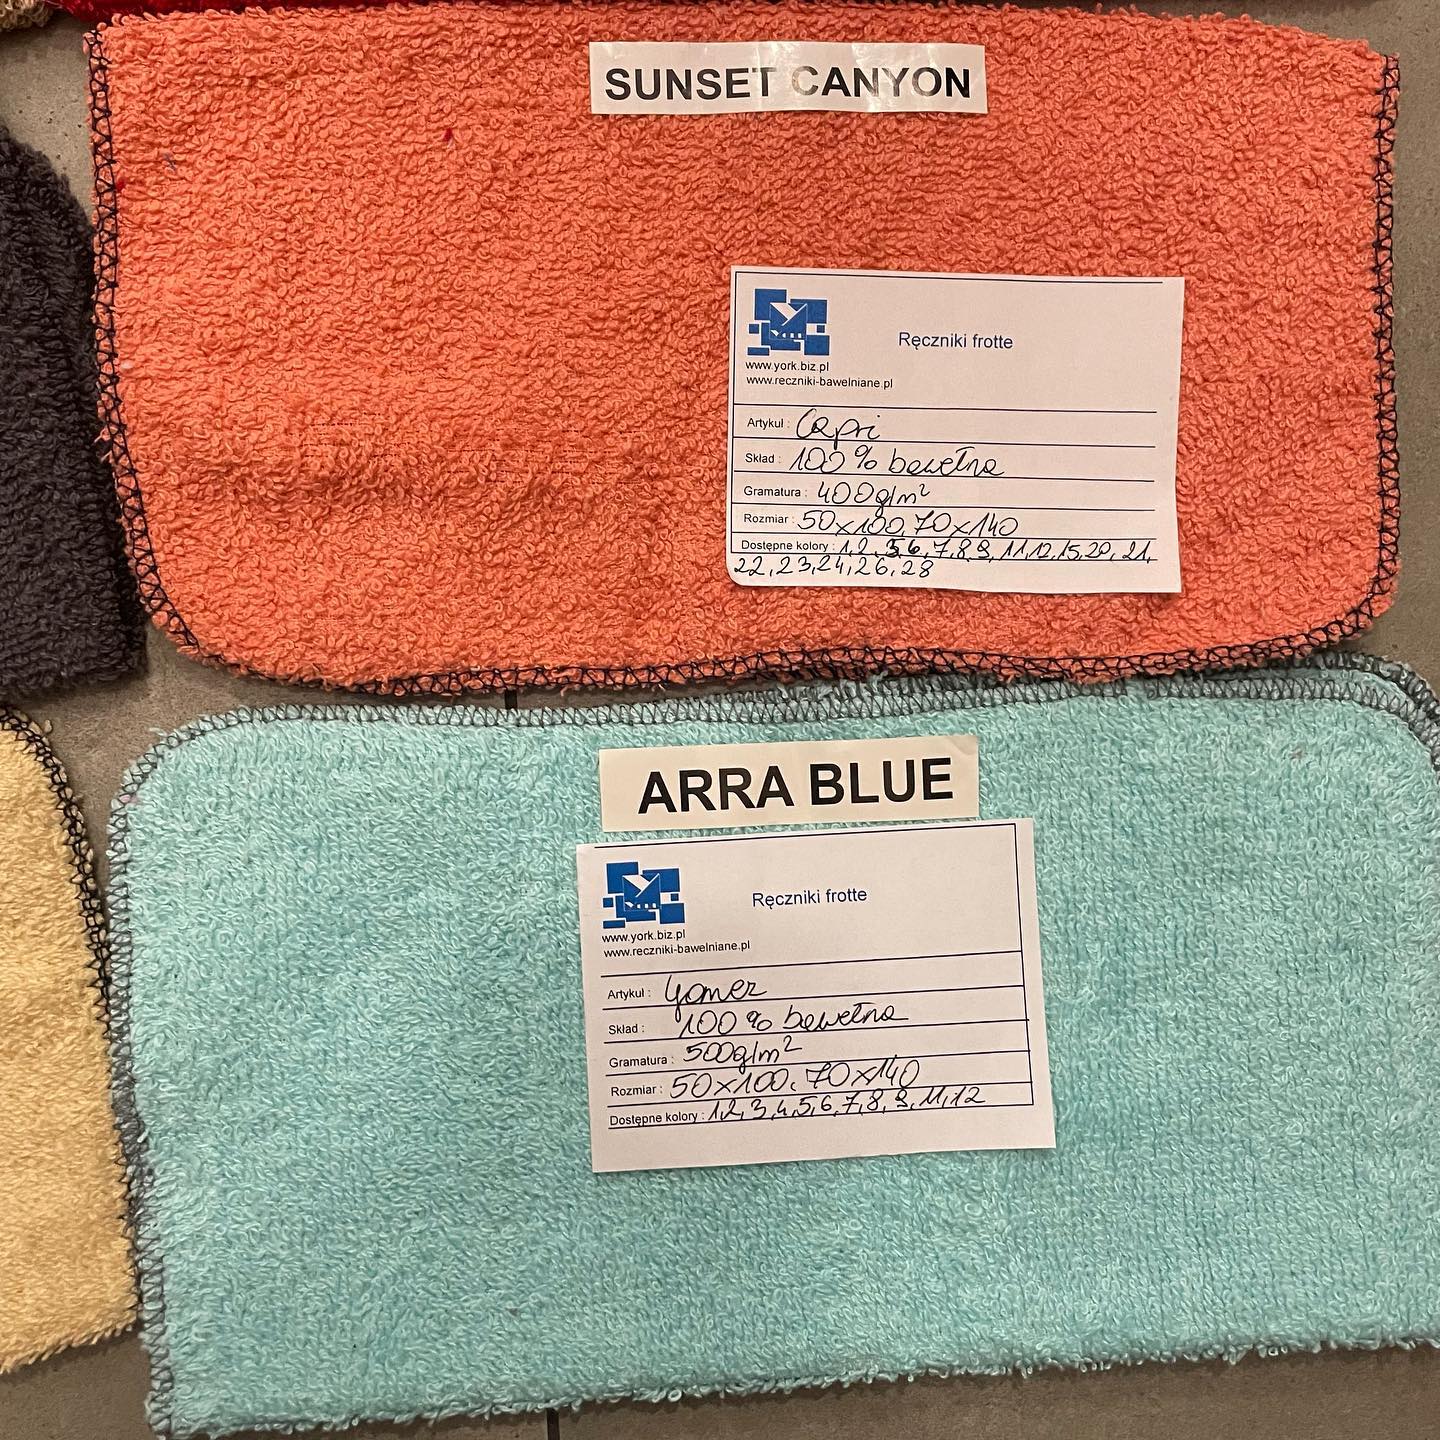 SUNSET CANYON
Ręczniki frotte
www.york.biz.pl
www.reczniki-bawelniane.pl
Artykuł : Capri
Skład : 100 % bawełna
Gramatura : 400g/m²
Rozmiar : 50x100, 70x140
Dostępne kolory : 1,2, 5,6, 7,8,9, 11,12,15,20, 21,
22,23,24,26,28
ARRA BLUE
Ręczniki frotte
www.york.biz.pl
www.reczniki-bawelniane.pl
Artykuł :
Skład : 100 % bawełna
Gramatura : 500g/m²
Rozmiar : 50x100, 70x140
Dostępne kolory : 1,2, 3,4,5,6,7,8,9,11,12